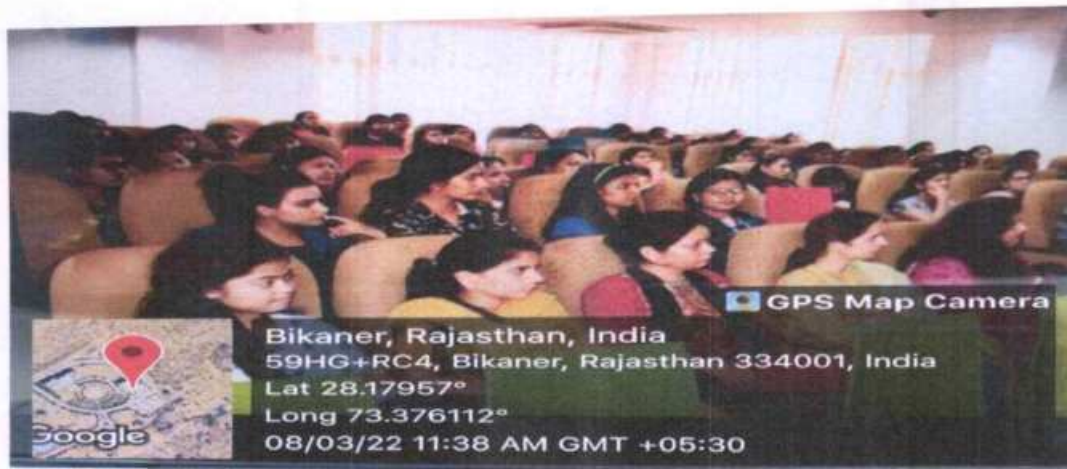 GPS Map Camera
Bikaner, Rajasthan, India
59HG+RC4, Bikaner, Rajasthan 334001, India
Lat 28.17957°
Long 73.376112°
08/03/22 11:38 AM GMT +05:30
Google